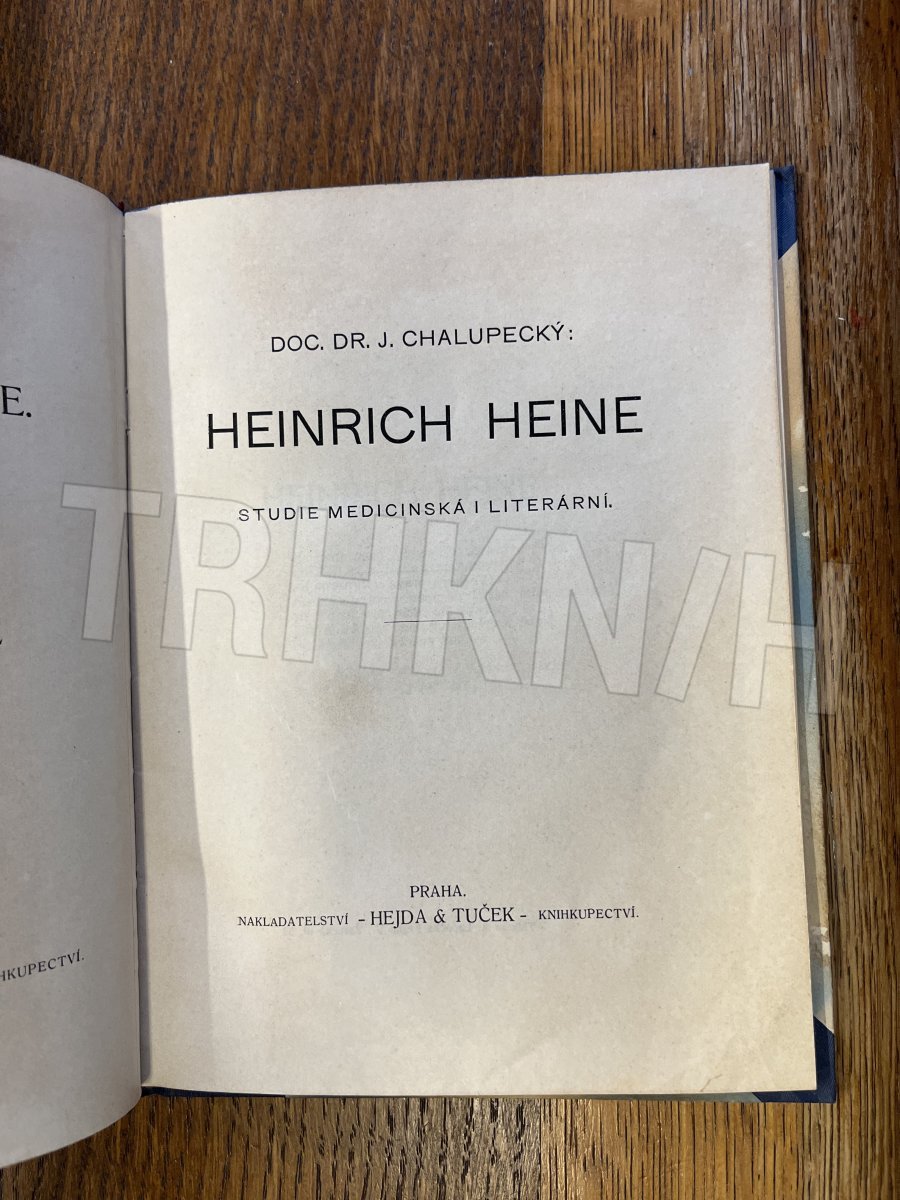 E.
HKUPECTVÍ.
DOC. DR. J. CHALUPECKÝ:
HEINRICH HEINE
STUDIE MEDICINSKÁ I LITERÁRNÍ.
TRHKNIH
PRAHA.
NAKLADATELSTVÍ - HEJDA & TUČEK - KNIHKUPECTVÍ.